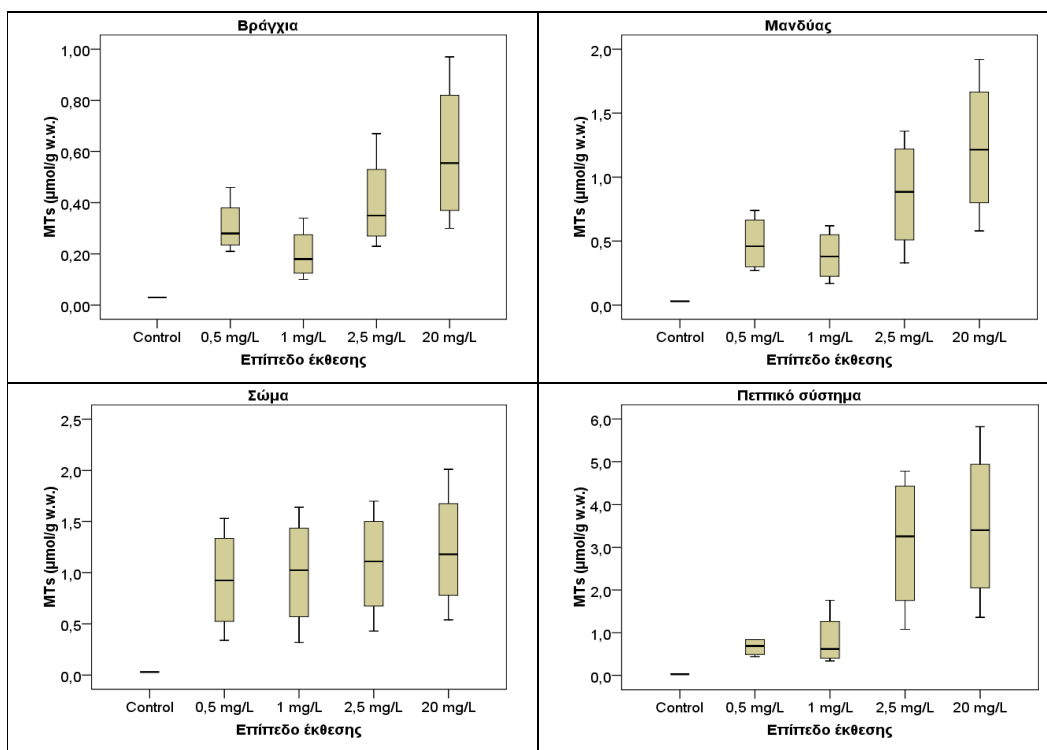 Βράγχια
MTs (μmol/g w.w.)
1,00
0,80
0,60
0,40
0,20
0,00
Control 0,5 mg/L 1 mg/L 2,5 mg/L 20 mg/L
Επίπεδο έκθεσης
Μανδύας
MTs (μmol/g w.w.)
2,0
1,5
1,0
0,5
0,0
Control 0,5 mg/L 1 mg/L 2,5 mg/L 20 mg/L
Επίπεδο έκθεσης
Σώμα
MTs (μmol/g w.w.)
2,5
2,0
1,5
1,0
0,5
0,0
Control 0,5 mg/L 1 mg/L 2,5 mg/L 20 mg/L
Επίπεδο έκθεσης
Πεπτικό σύστημα
MTs (μmol/g w.w.)
6,0
5,0
4,0
3,0
2,0
1,0
0,0
Control 0,5 mg/L 1 mg/L 2,5 mg/L 20 mg/L
Επίπεδο έκθεσης